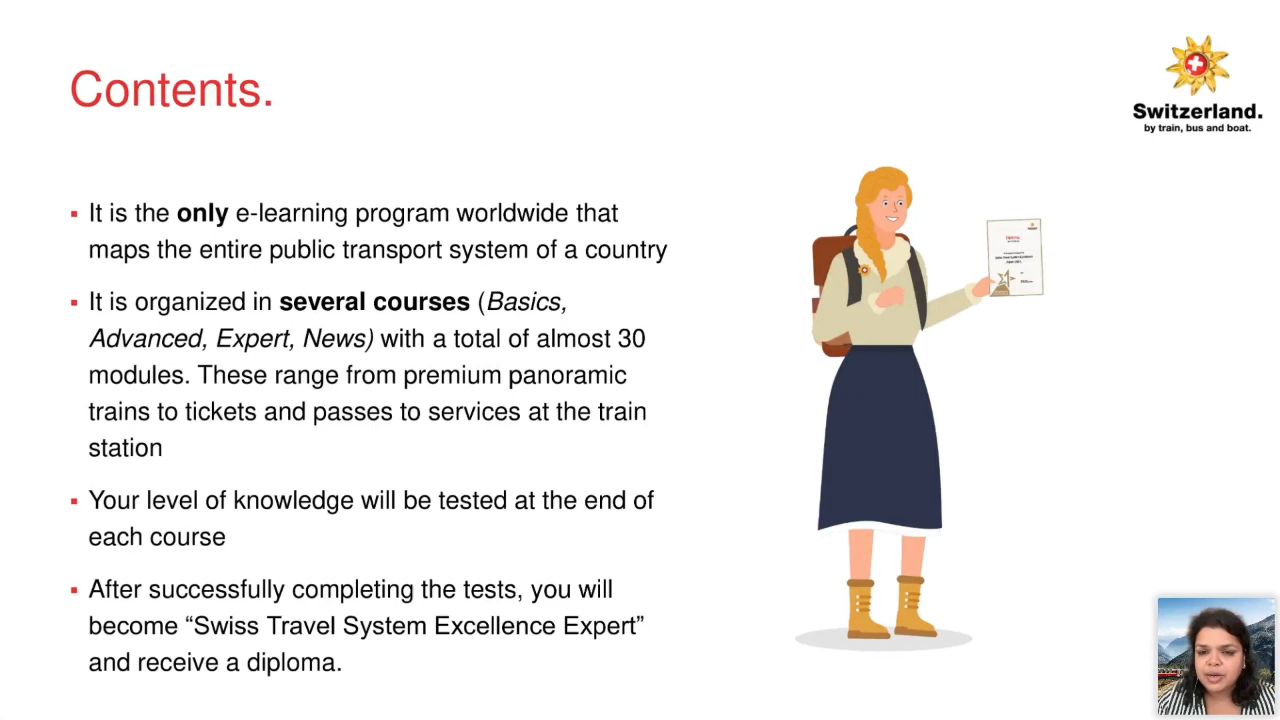 Contents.
Switzerland.
by train, bus and boat.
▪ It is the only e-learning program worldwide that
maps the entire public transport system of a country
▪ It is organized in several courses (Basics,
Advanced, Expert, News) with a total of almost 30
modules. These range from premium panoramic
trains to tickets and passes to services at the train
station
▪ Your level of knowledge will be tested at the end of
each course
▪ After successfully completing the tests, you will
become “Swiss Travel System Excellence Expert”
and receive a diploma.